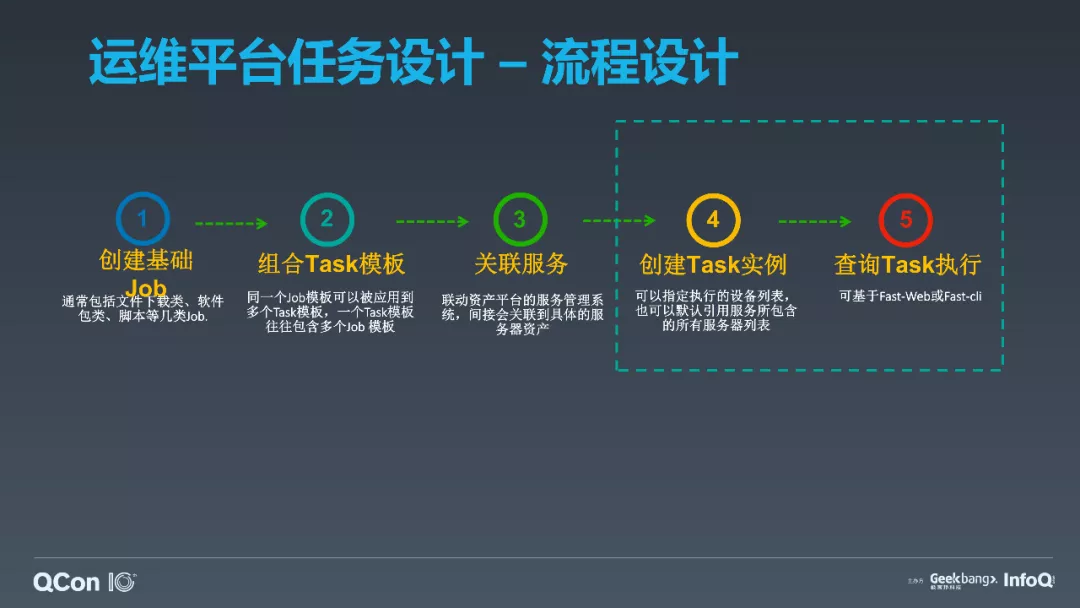 运维平台任务设计 – 流程设计
1
创建基础
Job
通常包括文件下载类、软件
包类、脚本等几类Job.
2
组合Task模板
同一个Job模板可以被应用到
多个Task模板，一个Task模板
往往包含多个Job 模板
3
关联服务
联动资产平台的服务管理系
统，间接会关联到具体的服
务器资产
4
创建Task实例
可以指定执行的设备列表，
也可以默认引用服务所包含
的所有服务器列表
5
查询Task执行
可基于Fast-Web或Fast-cli
QCon 10
主办方 Geekbang>. InfoQ
极客邦科技